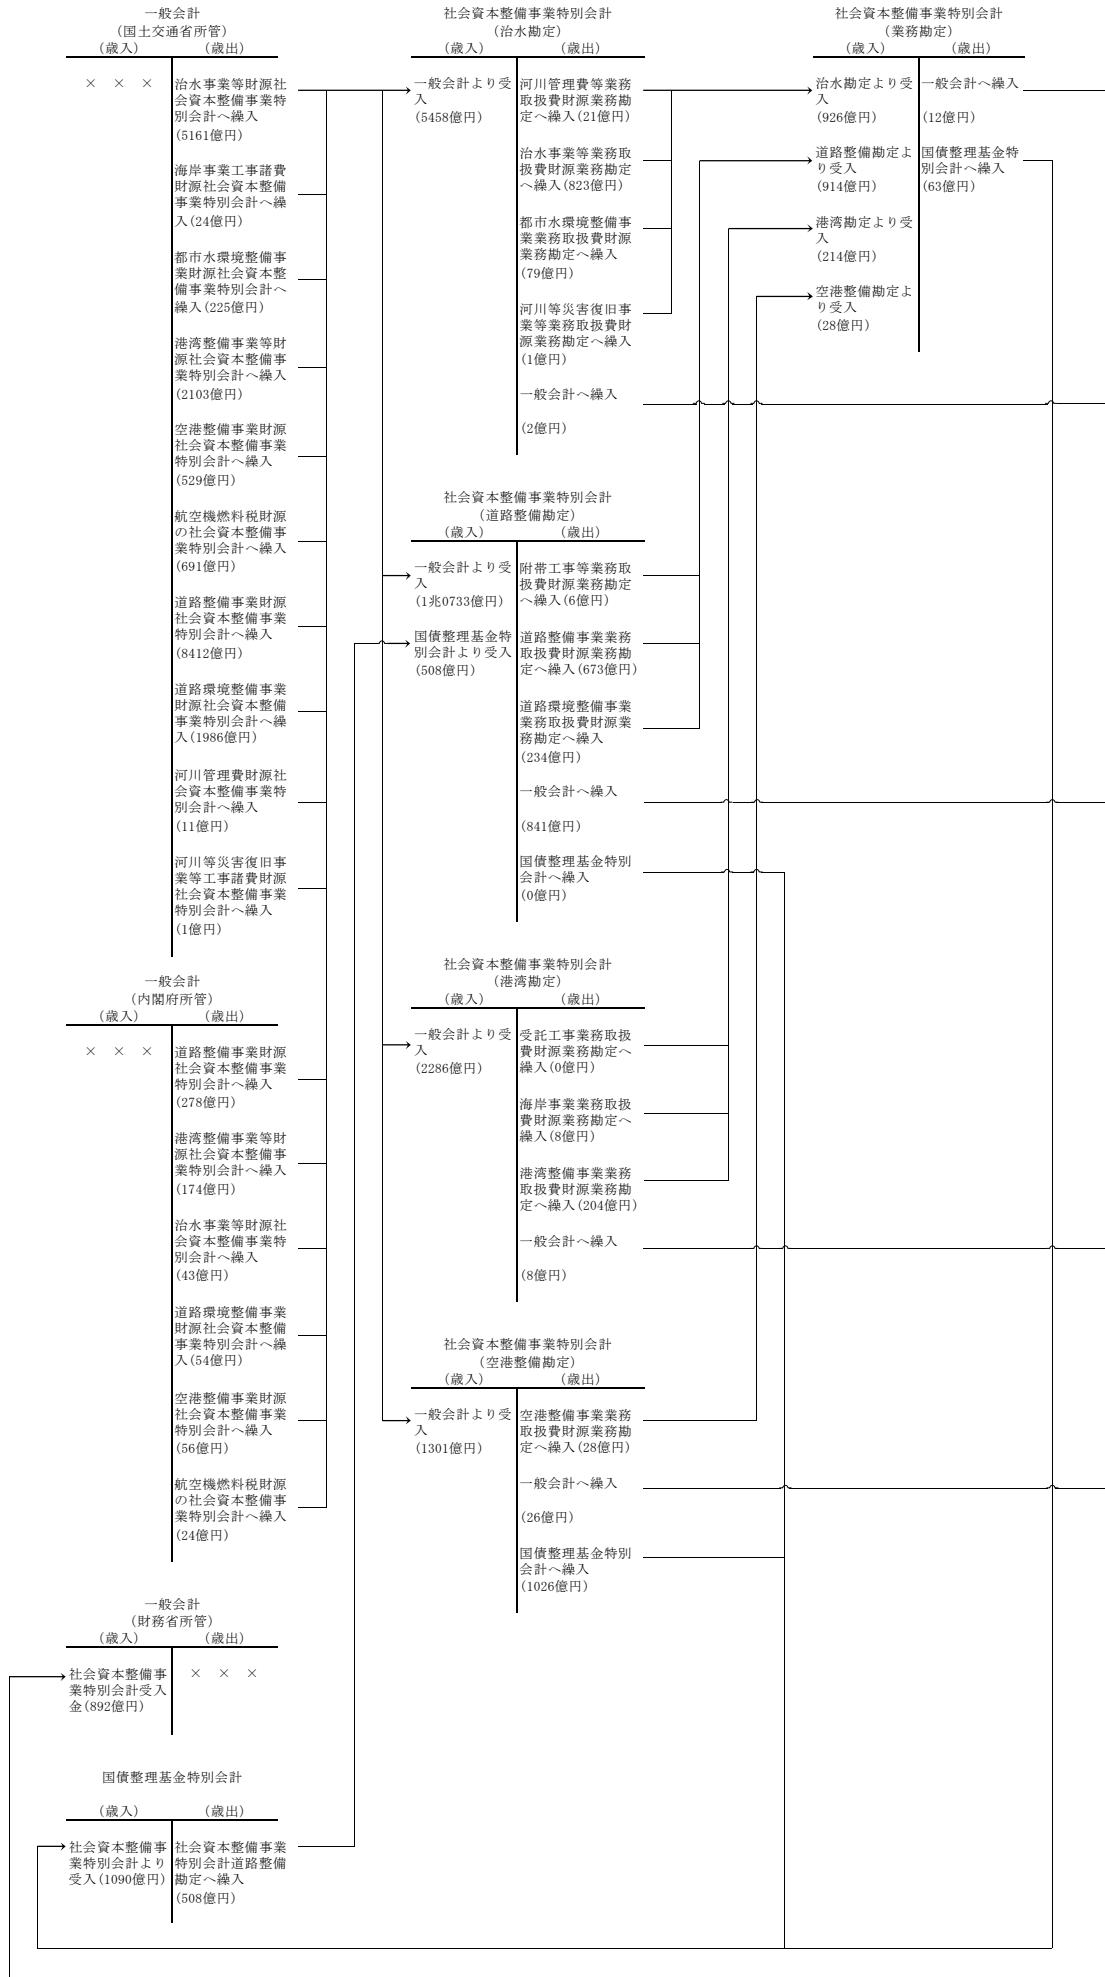 一般会計
(国土交通省所管)
(歳入) (歳出)
× × ×
治水事業等財源社
会資本整備事業特
別会計へ繰入
(5161億円)
海岸事業工事諸費
財源社会資本整備
事業特別会計へ繰
入(24億円)
都市水環境整備事
業財源社会資本整
備事業特別会計へ
繰入(225億円)
港湾整備事業等財
源社会資本整備事
業特別会計へ繰入
(2103億円)
空港整備事業財源
社会資本整備事業
特別会計へ繰入
(529億円)
航空機燃料税財源
の社会資本整備事
業特別会計へ繰入
(691億円)
道路整備事業財源
社会資本整備事業
特別会計へ繰入
(8412億円)
道路環境整備事業
財源社会資本整備
事業特別会計へ繰
入(1986億円)
河川管理費財源社
会資本整備事業特
別会計へ繰入
(11億円)
河川等災害復旧事
業等工事諸費財源
社会資本整備事業
特別会計へ繰入
(1億円)
一般会計
(内閣府所管)
(歳入) (歳出)
× × ×
道路整備事業財源
社会資本整備事業
特別会計へ繰入
(278億円)
港湾整備事業等財
源社会資本整備事
業特別会計へ繰入
(174億円)
治水事業等財源社
会資本整備事業特
別会計へ繰入
(43億円)
道路環境整備事業
財源社会資本整備
事業特別会計へ繰
入(54億円)
空港整備事業財源
社会資本整備事業
特別会計へ繰入
(56億円)
航空機燃料税財源
の社会資本整備事
業特別会計へ繰入
(24億円)
一般会計
(財務省所管)
(歳入) (歳出)
社会資本整備事
業特別会計受入
金(892億円)
× × ×
国債整理基金特別会計
(歳入) (歳出)
社会資本整備事
業特別会計より
受入(1090億円)
社会資本整備事業
特別会計道路整備
勘定へ繰入
(508億円)
社会資本整備事業特別会計
(治水勘定)
(歳入) (歳出)
一般会計より受
入
(5458億円)
河川管理費等業務
取扱費財源業務勘
定へ繰入(21億円)
治水事業等業務取
扱費財源業務勘定
へ繰入(823億円)
都市水環境整備事
業業務取扱費財源
業務勘定へ繰入
(79億円)
河川等災害復旧事
業等業務取扱費財
源業務勘定へ繰入
(1億円)
一般会計へ繰入
(2億円)
社会資本整備事業特別会計
(道路整備勘定)
(歳入) (歳出)
一般会計より受
入
(1兆0733億円)
国債整理基金特
別会計より受入
(508億円)
附帯工事等業務取
扱費財源業務勘定
へ繰入(6億円)
道路整備事業業務
取扱費財源業務勘
定へ繰入(673億円)
道路環境整備事業
業務取扱費財源業
務勘定へ繰入
(234億円)
一般会計へ繰入
(841億円)
国債整理基金特別
会計へ繰入
(0億円)
社会資本整備事業特別会計
(港湾勘定)
(歳入) (歳出)
一般会計より受
入
(2286億円)
受託工事業務取扱
費財源業務勘定へ
繰入(0億円)
海岸事業業務取扱
費財源業務勘定へ
繰入(8億円)
港湾整備事業業務
取扱費財源業務勘
定へ繰入(204億円)
一般会計へ繰入
(8億円)
社会資本整備事業特別会計
(空港整備勘定)
(歳入) (歳出)
一般会計より受
入
(1301億円)
空港整備事業業務
取扱費財源業務勘
定へ繰入(28億円)
一般会計へ繰入
(26億円)
国債整理基金特別
会計へ繰入
(1026億円)
社会資本整備事業特別会計
(業務勘定)
(歳入) (歳出)
治水勘定より受
入
(926億円)
道路整備勘定よ
り受入
(914億円)
港湾勘定より受
入
(214億円)
空港整備勘定よ
り受入
(28億円)
一般会計へ繰入
(12億円)
国債整理基金特
別会計へ繰入
(63億円)